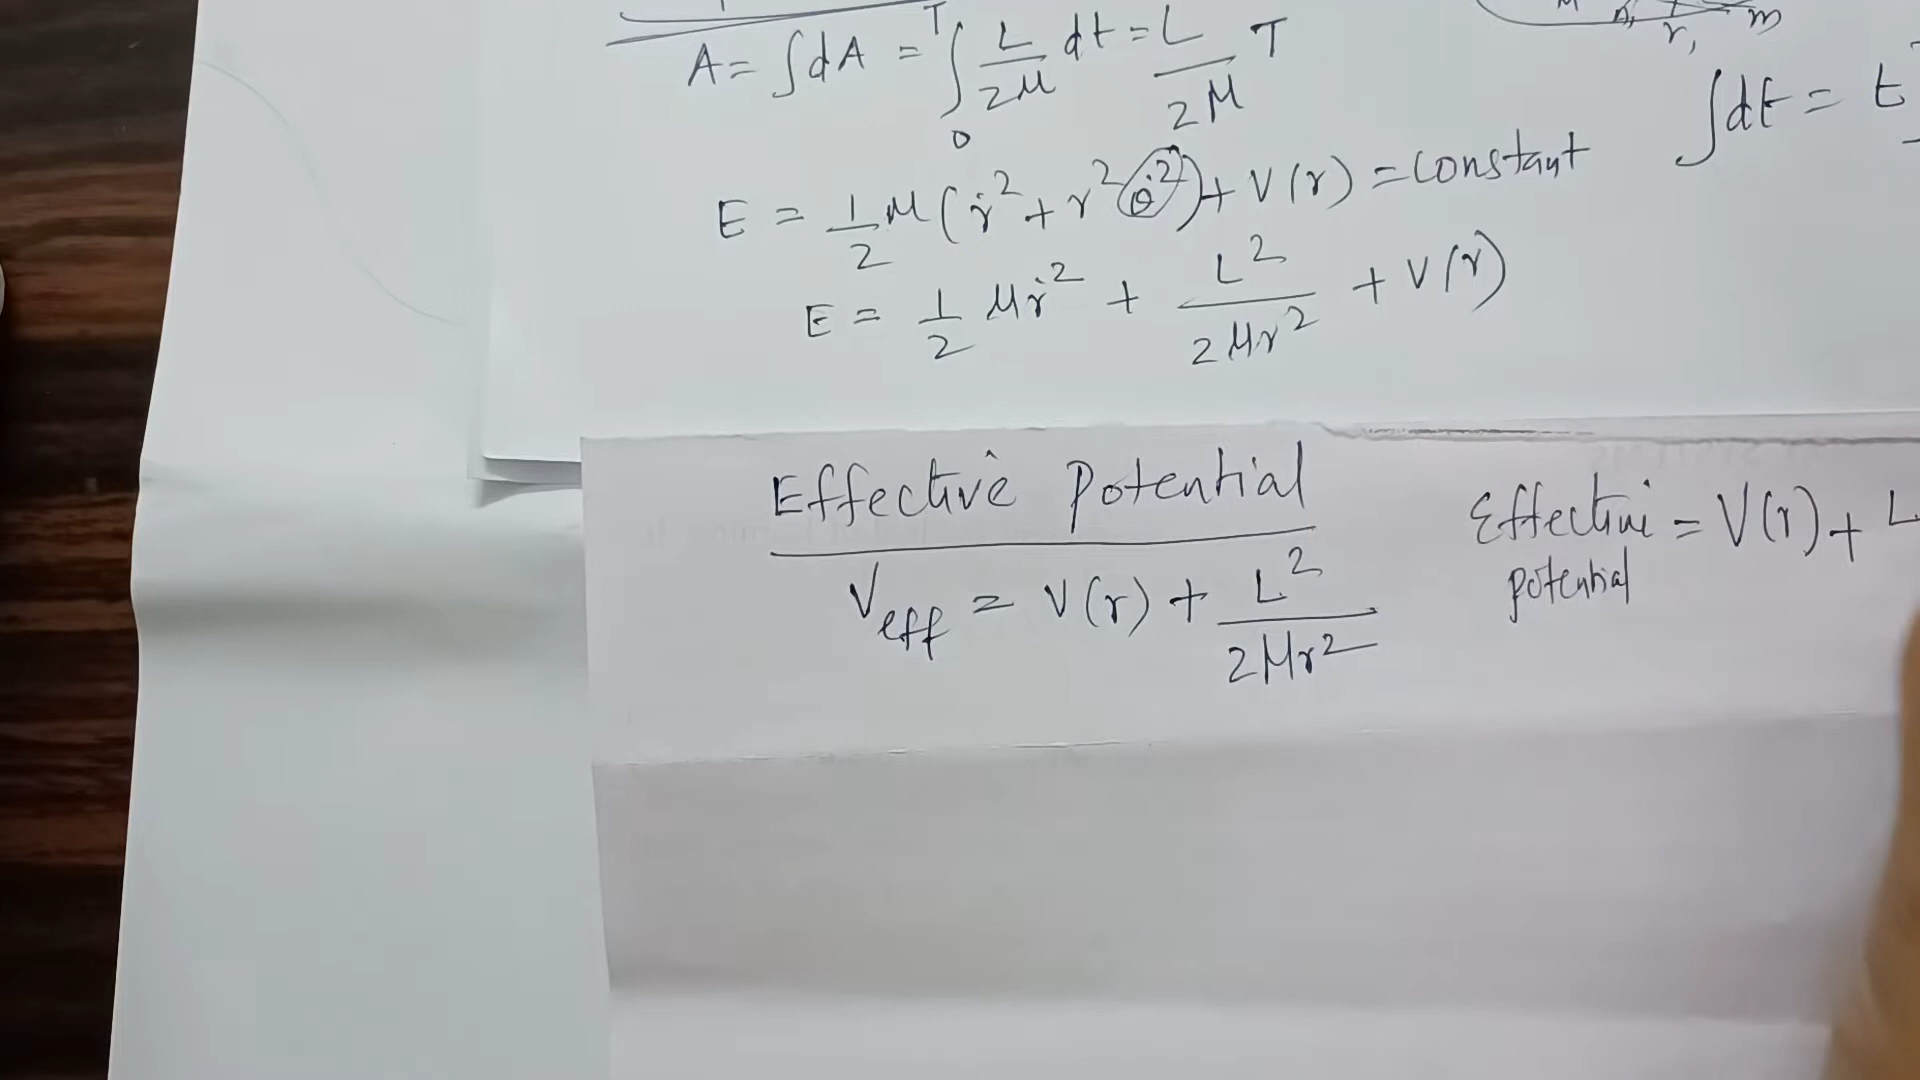 A = ∫dA = ∫₀ᵀ L/2μ dt = L/2μ T
r, m
∫dt = t
E = 1/2 μ(ṙ² + r²θ̇²) + V(r) = constant
E = 1/2 μṙ² + L²/2μr² + V(r)
Effective Potential
Effective potential = V(r) + L
Veff = V(r) + L²/2μr²